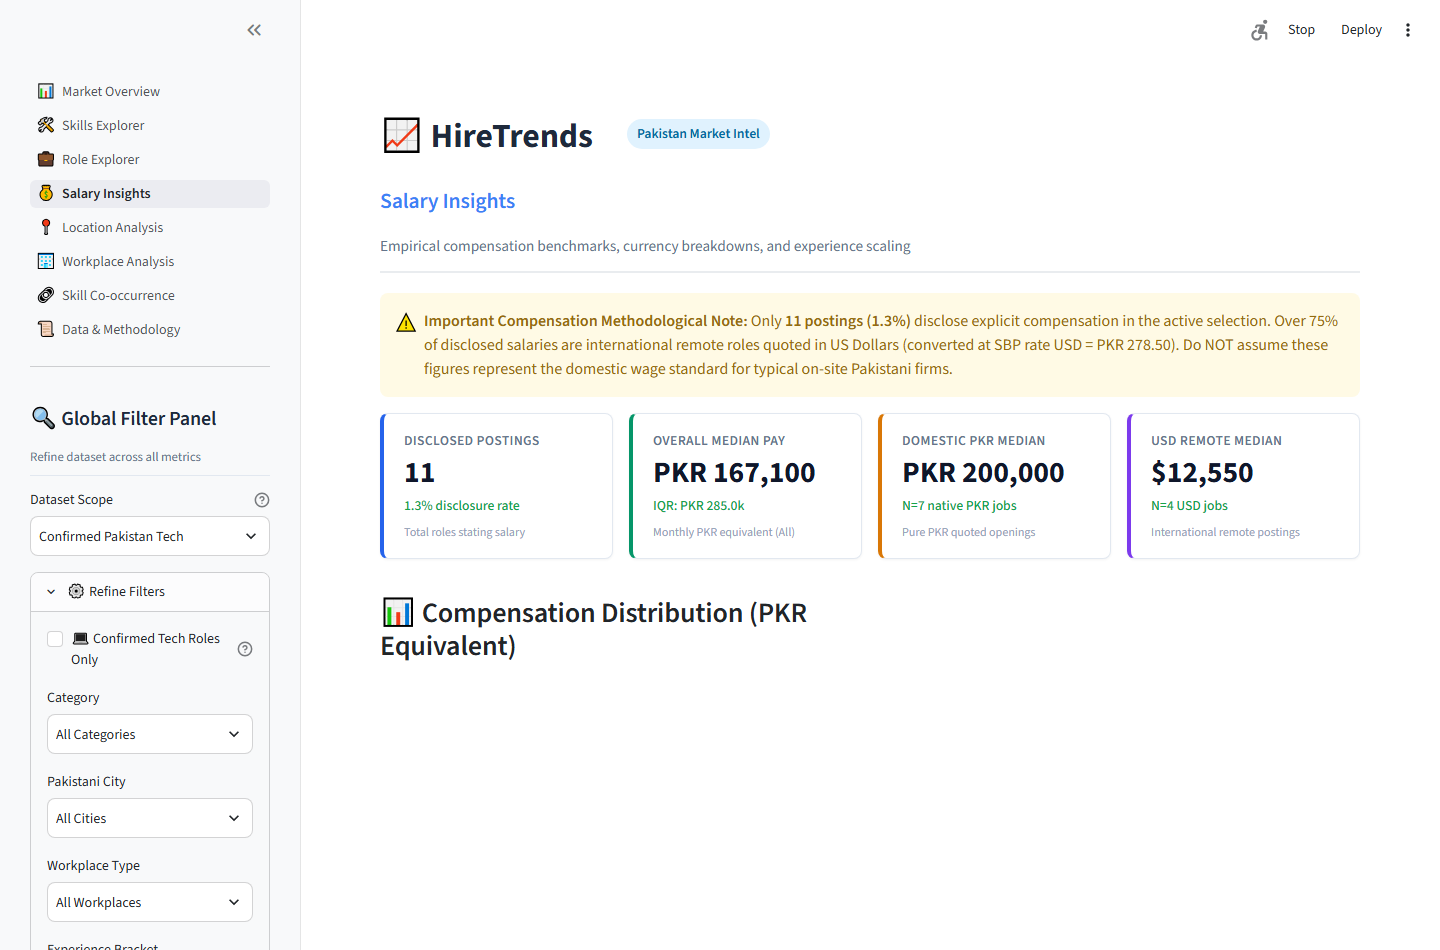 Stop
Deploy
Market Overview
Skills Explorer
Role Explorer
Salary Insights
Location Analysis
Workplace Analysis
Skill Co-occurrence
Data & Methodology
Global Filter Panel
Refine dataset across all metrics
Dataset Scope
Confirmed Pakistan Tech
Refine Filters
Confirmed Tech Roles
Only
Category
All Categories
Pakistani City
All Cities
Workplace Type
All Workplaces
Experience Bracket
HireTrends
Pakistan Market Intel
Salary Insights
Empirical compensation benchmarks, currency breakdowns, and experience scaling
Important Compensation Methodological Note: Only 11 postings (1.3%) disclose explicit compensation in the active selection. Over 75%
of disclosed salaries are international remote roles quoted in US Dollars (converted at SBP rate USD = PKR 278.50). Do NOT assume these
figures represent the domestic wage standard for typical on-site Pakistani firms.
DISCLOSED POSTINGS
11
1.3% disclosure rate
Total roles stating salary
OVERALL MEDIAN PAY
PKR 167,100
IQR: PKR 285.0k
Monthly PKR equivalent (All)
DOMESTIC PKR MEDIAN
PKR 200,000
N=7 native PKR jobs
Pure PKR quoted openings
USD REMOTE MEDIAN
$12,550
N=4 USD jobs
International remote postings
Compensation Distribution (PKR
Equivalent)